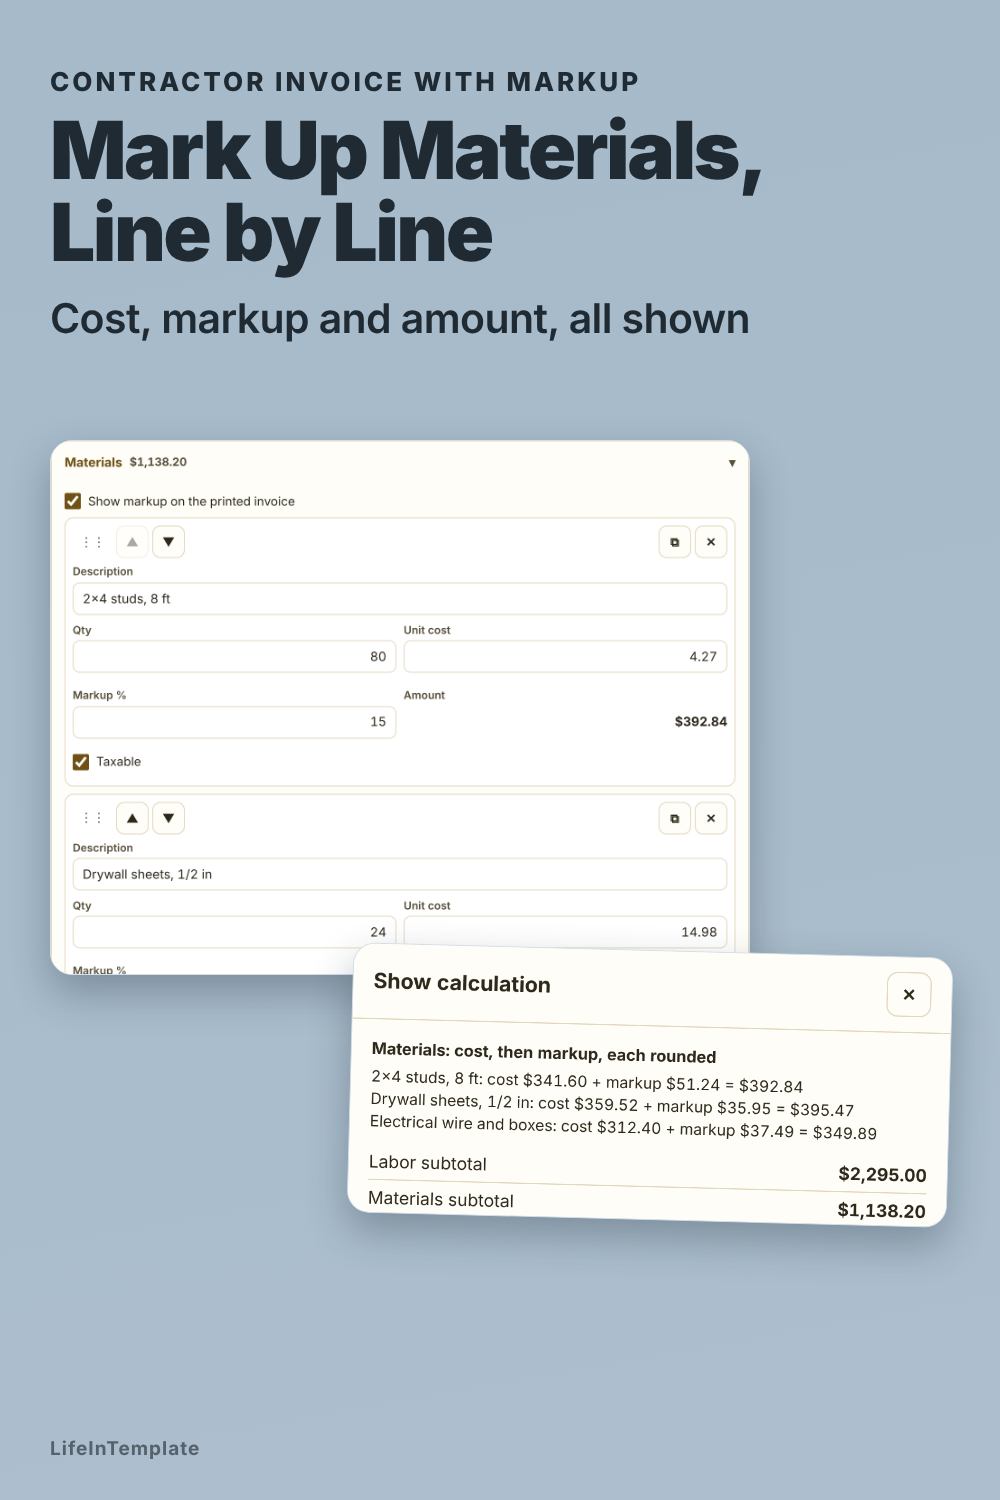 CONTRACTOR INVOICE WITH MARKUP
Mark Up Materials,
Line by Line
Cost, markup and amount, all shown
Materials $1,138.20
Show markup on the printed invoice
Description
2×4 studs, 8 ft
Qty Unit cost
80 4.27
Markup % Amount
15 $392.84
Taxable
Description
Drywall sheets, 1/2 in
Qty Unit cost
24 14.98
Markup %
Show calculation
Materials: cost, then markup, each rounded
2×4 studs, 8 ft: cost $341.60 + markup $51.24 = $392.84
Drywall sheets, 1/2 in: cost $359.52 + markup $35.95 = $395.47
Electrical wire and boxes: cost $312.40 + markup $37.49 = $349.89
Labor subtotal $2,295.00
Materials subtotal $1,138.20
LifeInTemplate